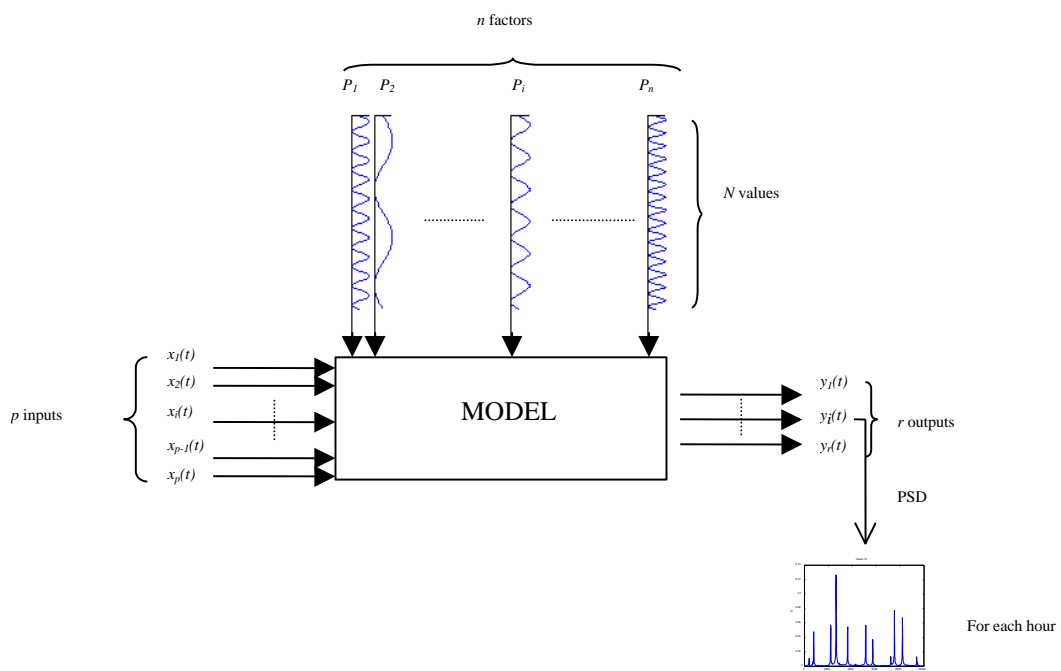 n factors
P1 P2 Pi Pn
N values
x1(t)
x2(t)
p inputs
xi(t)
xp-1(t)
xp(t)
MODEL
y1(t)
yi(t)
r outputs
yr(t)
PSD
For each hour